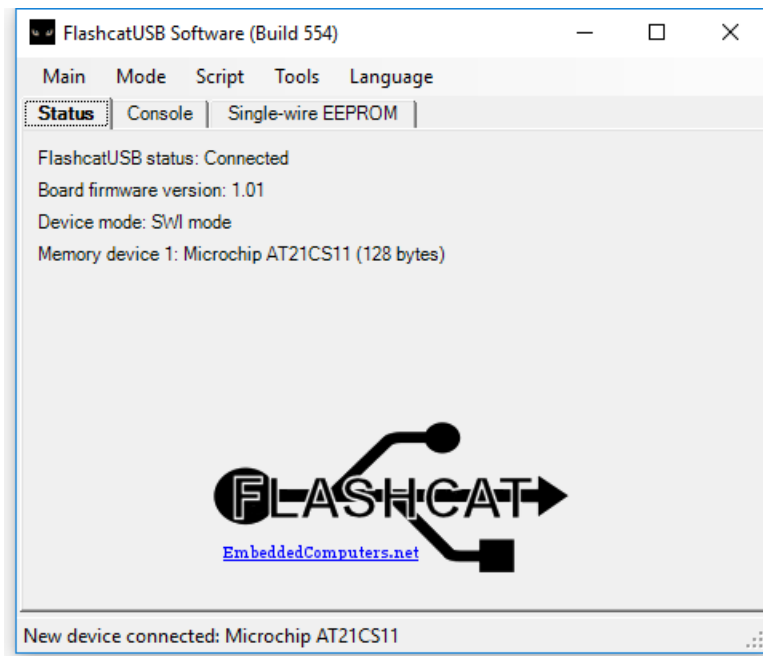 FlashcatUSB Software (Build 554)
Main Mode Script Tools Language
Status Console Single-wire EEPROM
FlashcatUSB status: Connected
Board firmware version: 1.01
Device mode: SWI mode
Memory device 1: Microchip AT21CS11 (128 bytes)
FLASHCAT
EmbeddedComputers.net
New device connected: Microchip AT21CS11